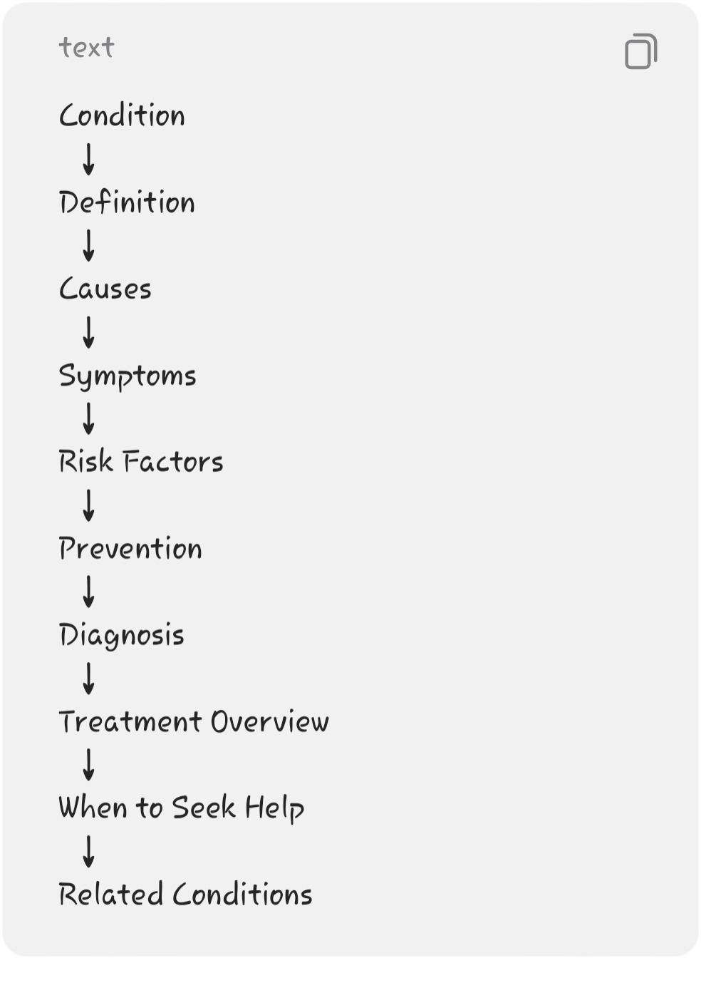 text
Condition
↓
Definition
↓
Causes
↓
Symptoms
↓
Risk Factors
↓
Prevention
↓
Diagnosis
↓
Treatment Overview
↓
When to Seek Help
↓
Related Conditions